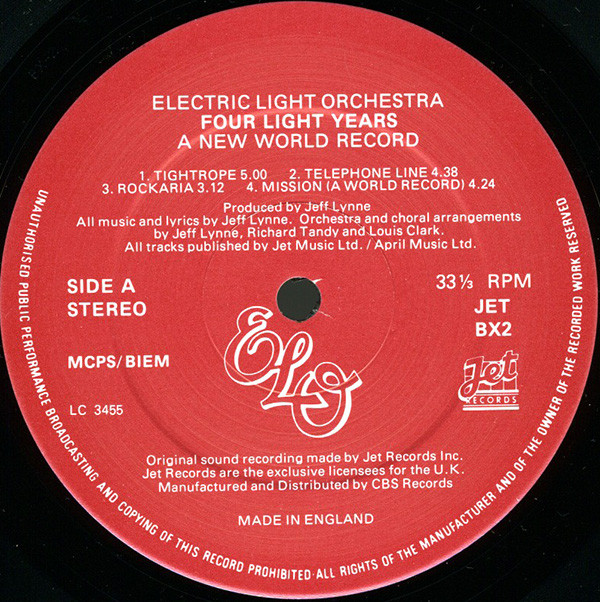 ELECTRIC LIGHT ORCHESTRA
FOUR LIGHT YEARS
A NEW WORLD RECORD
1. TIGHTROPE 5.00 2. TELEPHONE LINE 4.38
3. ROCKARIA 3.12 4. MISSION (A WORLD RECORD) 4.24
Produced by Jeff Lynne
All music and lyrics by Jeff Lynne. Orchestra and choral arrangements
by Jeff Lynne, Richard Tandy and Louis Clark.
All tracks published by Jet Music Ltd. / April Music Ltd.
SIDE A
STEREO
33⅓ RPM
JET
BX2
MCPS/BIEM
LC 3455
ELO
Jet
RECORDS
Original sound recording made by Jet Records Inc.
Jet Records are the exclusive licensees for the U.K.
Manufactured and Distributed by CBS Records
MADE IN ENGLAND
UNAUTHORISED PUBLIC PERFORMANCE BROADCASTING AND COPYING OF THIS RECORD PROHIBITED·ALL RIGHTS OF THE MANUFACTURER AND OF THE OWNER OF THE RECORDED WORK RESERVED